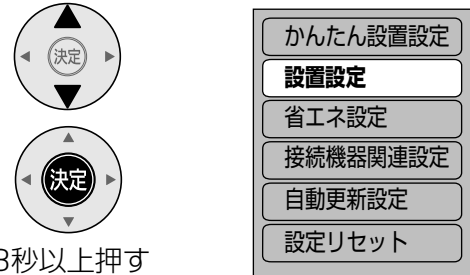 決定
決定
3秒以上押す
かんたん設置設定
設置設定
省エネ設定
接続機器関連設定
自動更新設定
設定リセット